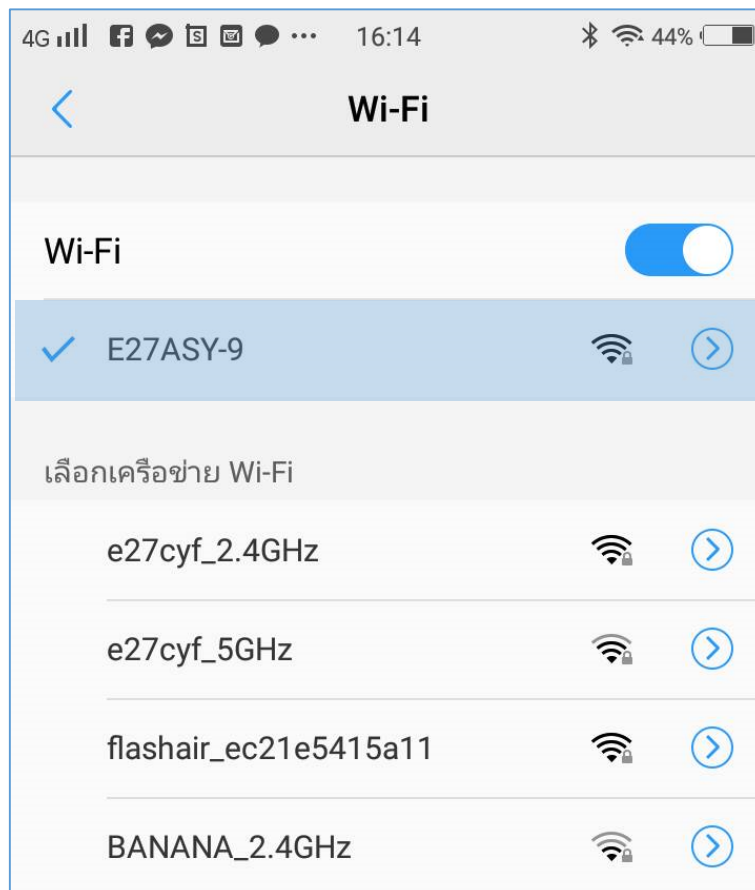 4G 16:14 44%
Wi-Fi
Wi-Fi
E27ASY-9
เลือกเครือข่าย Wi-Fi
e27cyf_2.4GHz
e27cyf_5GHz
flashair_ec21e5415a11
BANANA_2.4GHz